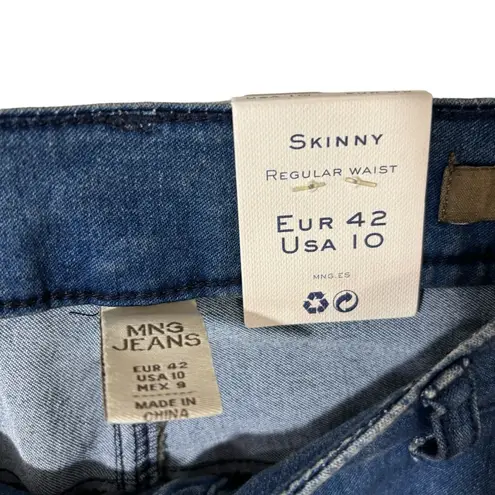 SKINNY
REGULAR WAIST
EUR 42
USA 10
MNG.ES
MNG
JEANS
EUR 42
USA 10
MEX 9
MADE IN
CHINA